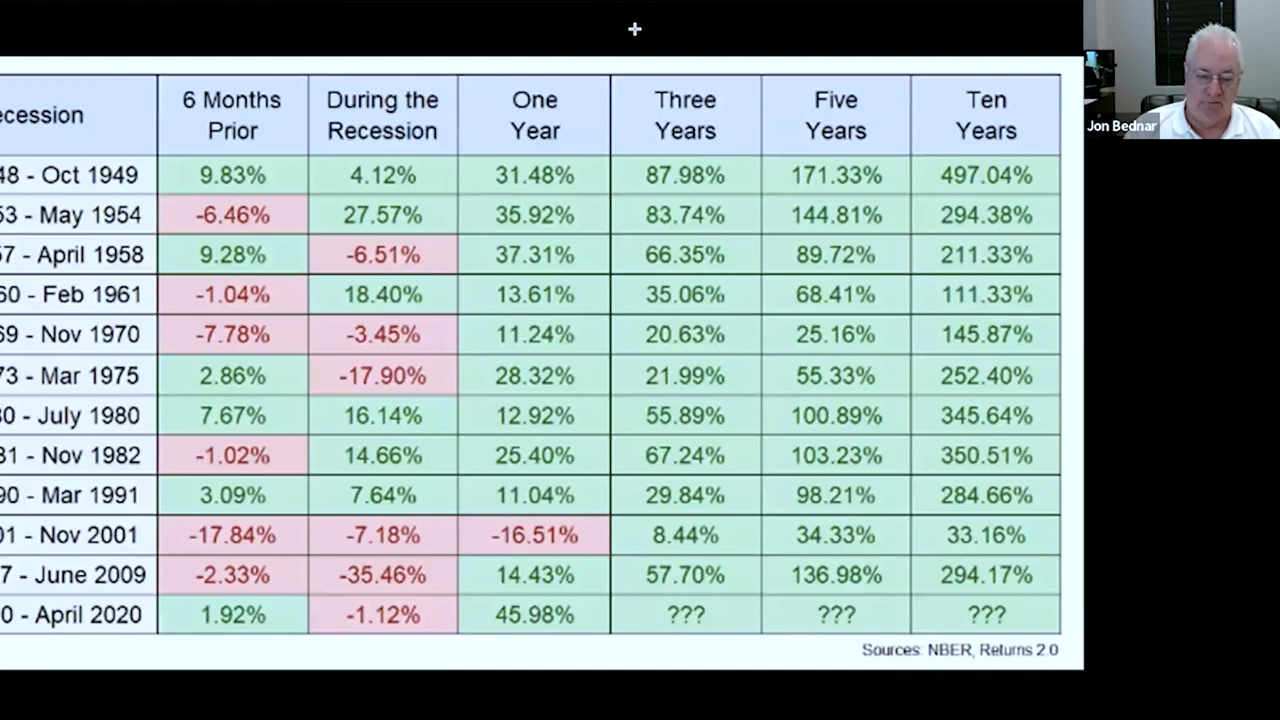 ecession 6 Months Prior During the Recession One Year Three Years Five Years Ten Years
48 - Oct 1949 9.83% 4.12% 31.48% 87.98% 171.33% 497.04%
53 - May 1954 -6.46% 27.57% 35.92% 83.74% 144.81% 294.38%
57 - April 1958 9.28% -6.51% 37.31% 66.35% 89.72% 211.33%
60 - Feb 1961 -1.04% 18.40% 13.61% 35.06% 68.41% 111.33%
69 - Nov 1970 -7.78% -3.45% 11.24% 20.63% 25.16% 145.87%
73 - Mar 1975 2.86% -17.90% 28.32% 21.99% 55.33% 252.40%
80 - July 1980 7.67% 16.14% 12.92% 55.89% 100.89% 345.64%
81 - Nov 1982 -1.02% 14.66% 25.40% 67.24% 103.23% 350.51%
90 - Mar 1991 3.09% 7.64% 11.04% 29.84% 98.21% 284.66%
01 - Nov 2001 -17.84% -7.18% -16.51% 8.44% 34.33% 33.16%
7 - June 2009 -2.33% -35.46% 14.43% 57.70% 136.98% 294.17%
0 - April 2020 1.92% -1.12% 45.98% ??? ??? ???
Sources: NBER, Returns 2.0
Jon Bednar